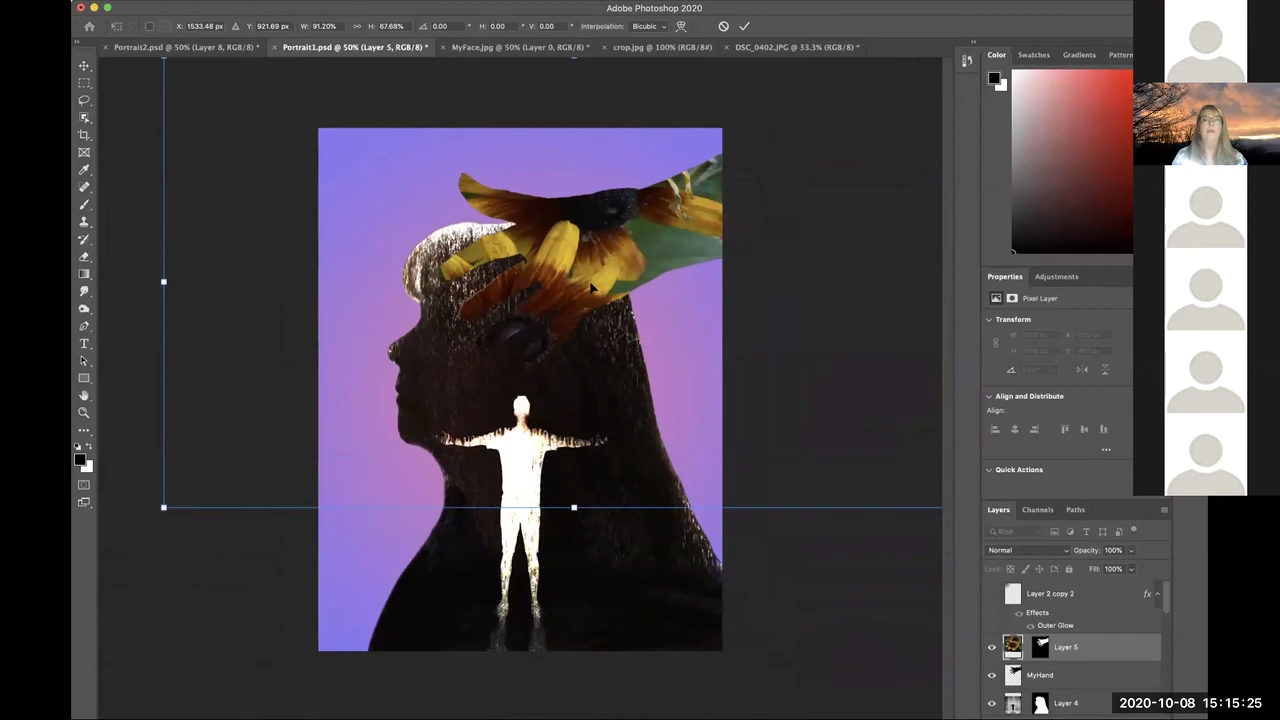 Adobe Photoshop 2020
X: 1533.48 px Y: 921.69 px W: 91.20% H: 67.68% 0.00 ° H: 0.00 ° V: 0.00 ° Interpolation: Bicubic
× Portrait2.psd @ 50% (Layer 8, RGB/8) * × Portrait1.psd @ 50% (Layer 5, RGB/8) * × MyFace.jpg @ 50% (Layer 0, RGB/8) * × crop.jpg @ 100% (RGB/8#) × DSC_0402.JPG @ 33.3% (RGB/8) *
Color Swatches Gradients Pattern
Properties Adjustments
Pixel Layer
Transform
Align and Distribute
Align:
Quick Actions
Layers Channels Paths
Kind
Normal Opacity: 100%
Lock: Fill: 100%
Layer 2 copy 2 fx
Effects
Outer Glow
Layer 5
MyHand
Layer 4
2020-10-08 15:15:25